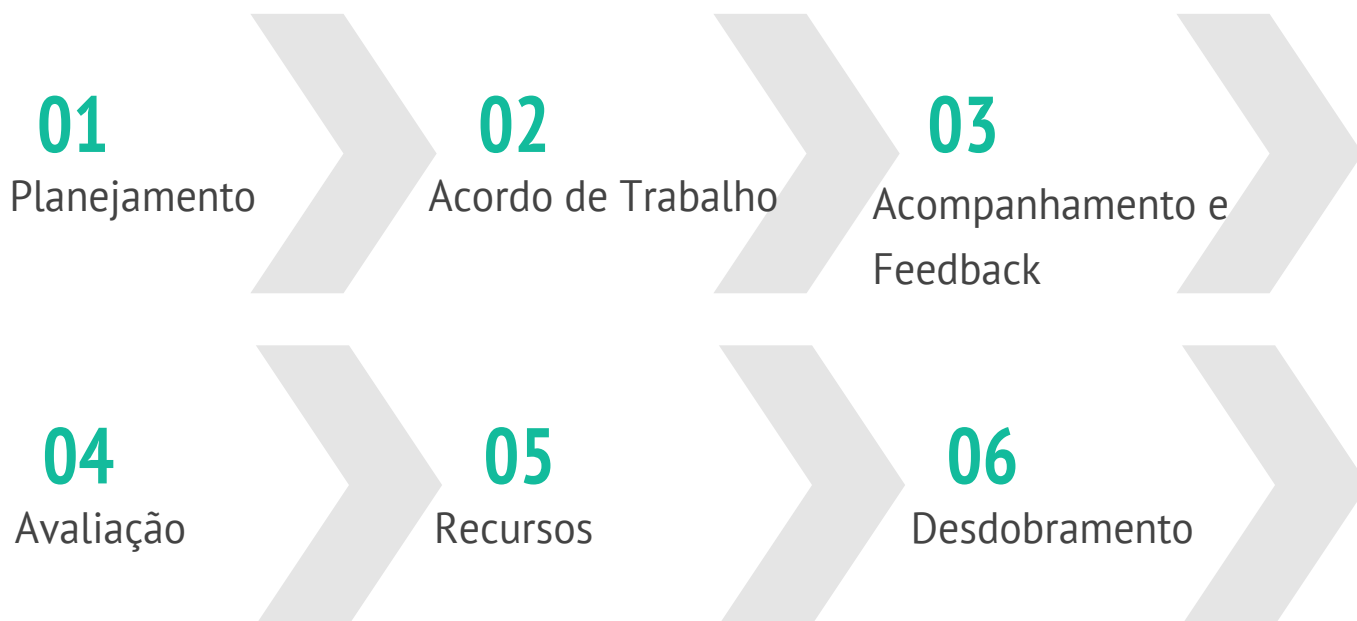 01
Planejamento
02
Acordo de Trabalho
03
Acompanhamento e
Feedback
04
Avaliação
05
Recursos
06
Desdobramento